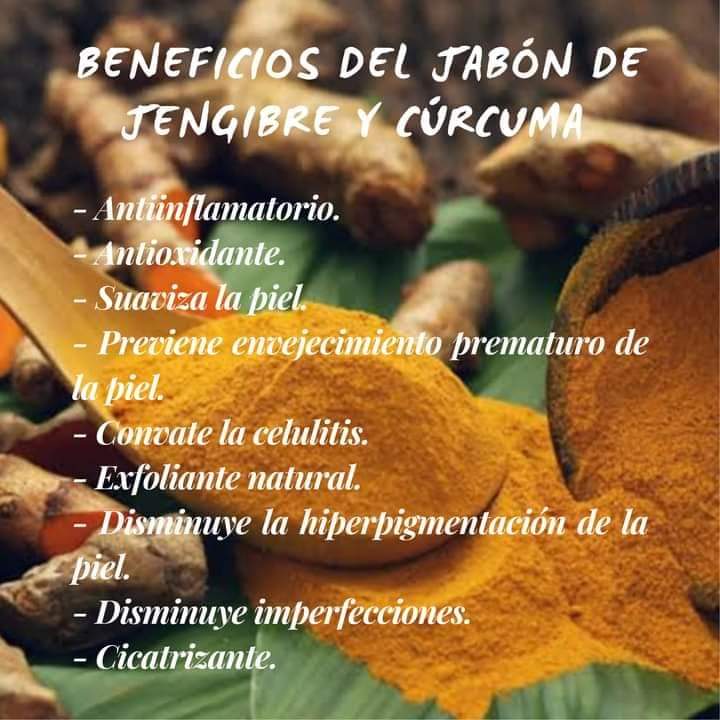 BENEFICIOS DEL JABÓN DE
JENGIBRE Y CÚRCUMA
- Antiinflamatorio.
- Antioxidante.
- Suaviza la piel.
- Previene envejecimiento prematuro de
la piel.
- Convate la celulitis.
- Exfoliante natural.
- Disminuye la hiperpigmentación de la
piel.
- Disminuye imperfecciones.
- Cicatrizante.